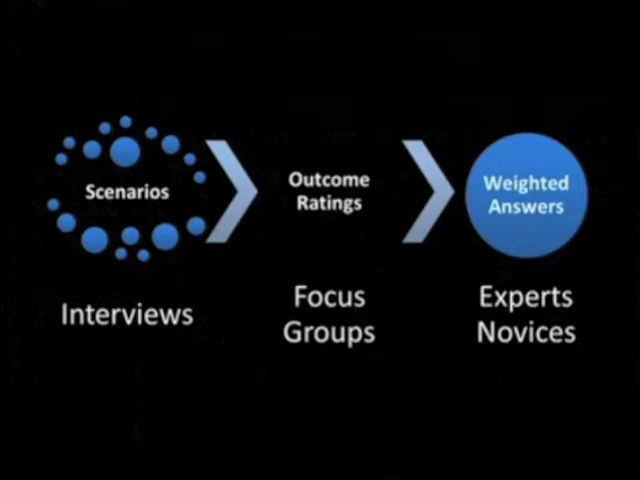 Scenarios
Outcome
Ratings
Weighted
Answers
Interviews
Focus
Groups
Experts
Novices